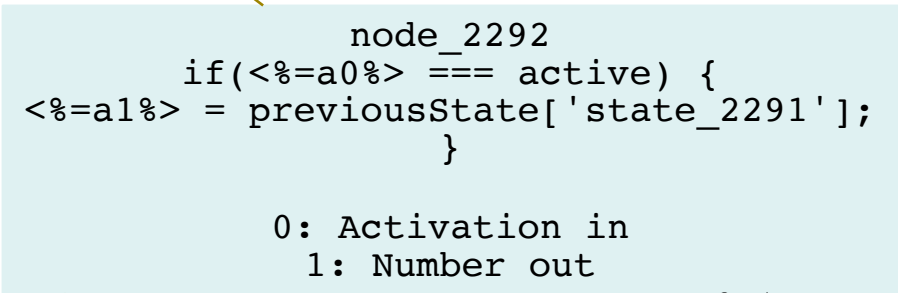 node_2292
if(<%=a0%> === active) {
<%=a1%> = previousState['state_2291'];
}
0: Activation in
1: Number out